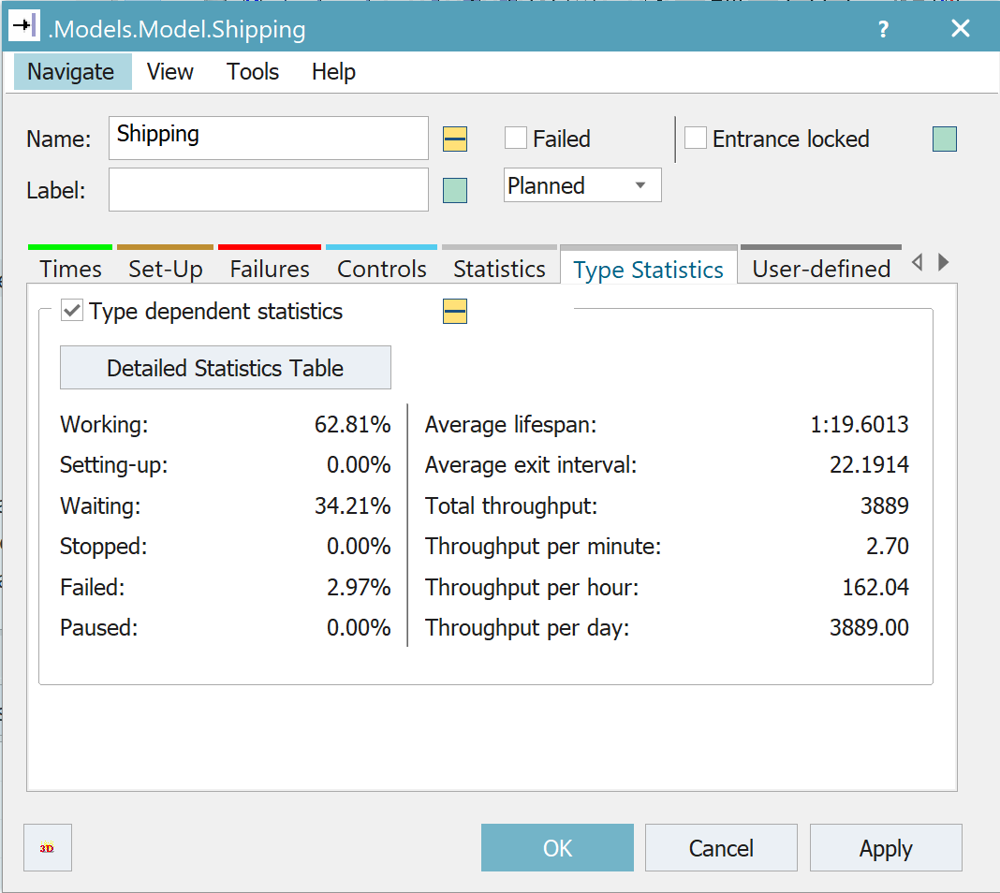 .Models.Model.Shipping ?
Navigate View Tools Help
Name: Shipping Failed Entrance locked
Label: Planned
Times Set-Up Failures Controls Statistics Type Statistics User-defined
Type dependent statistics
Detailed Statistics Table
Working: 62.81% Average lifespan: 1:19.6013
Setting-up: 0.00% Average exit interval: 22.1914
Waiting: 34.21% Total throughput: 3889
Stopped: 0.00% Throughput per minute: 2.70
Failed: 2.97% Throughput per hour: 162.04
Paused: 0.00% Throughput per day: 3889.00
3D OK Cancel Apply